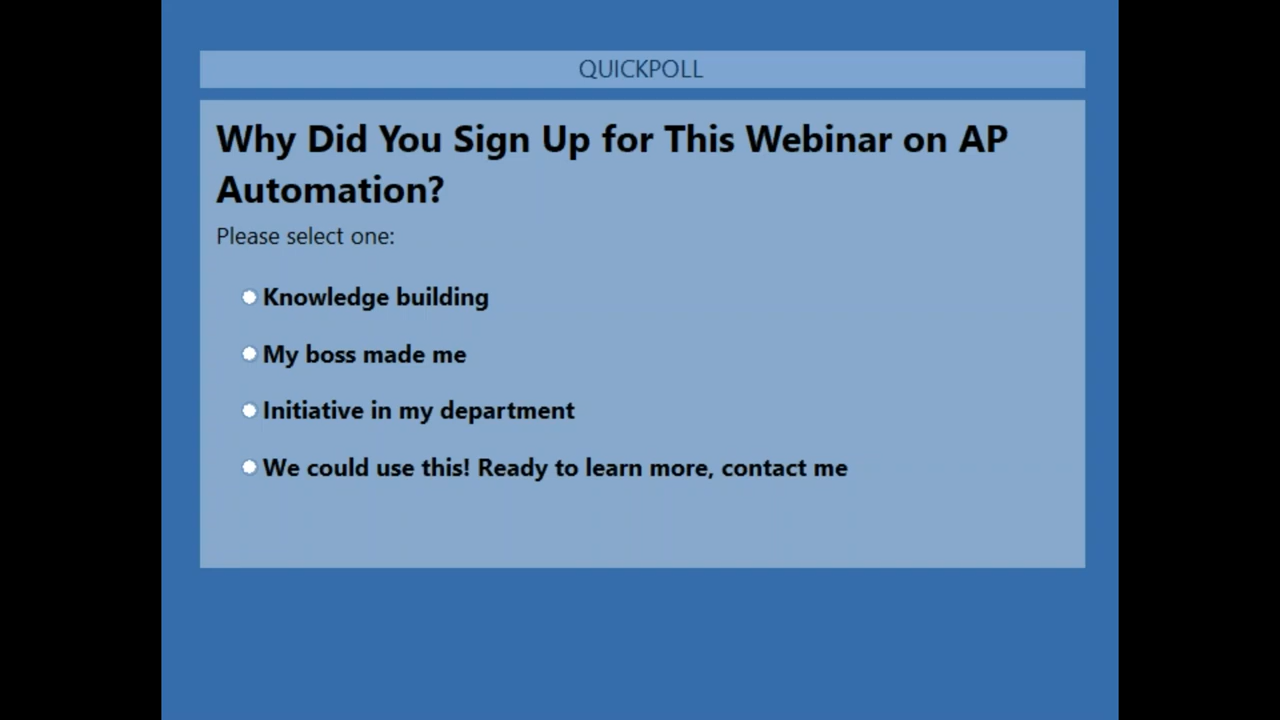 QUICKPOLL
Why Did You Sign Up for This Webinar on AP
Automation?
Please select one:
Knowledge building
My boss made me
Initiative in my department
We could use this! Ready to learn more, contact me